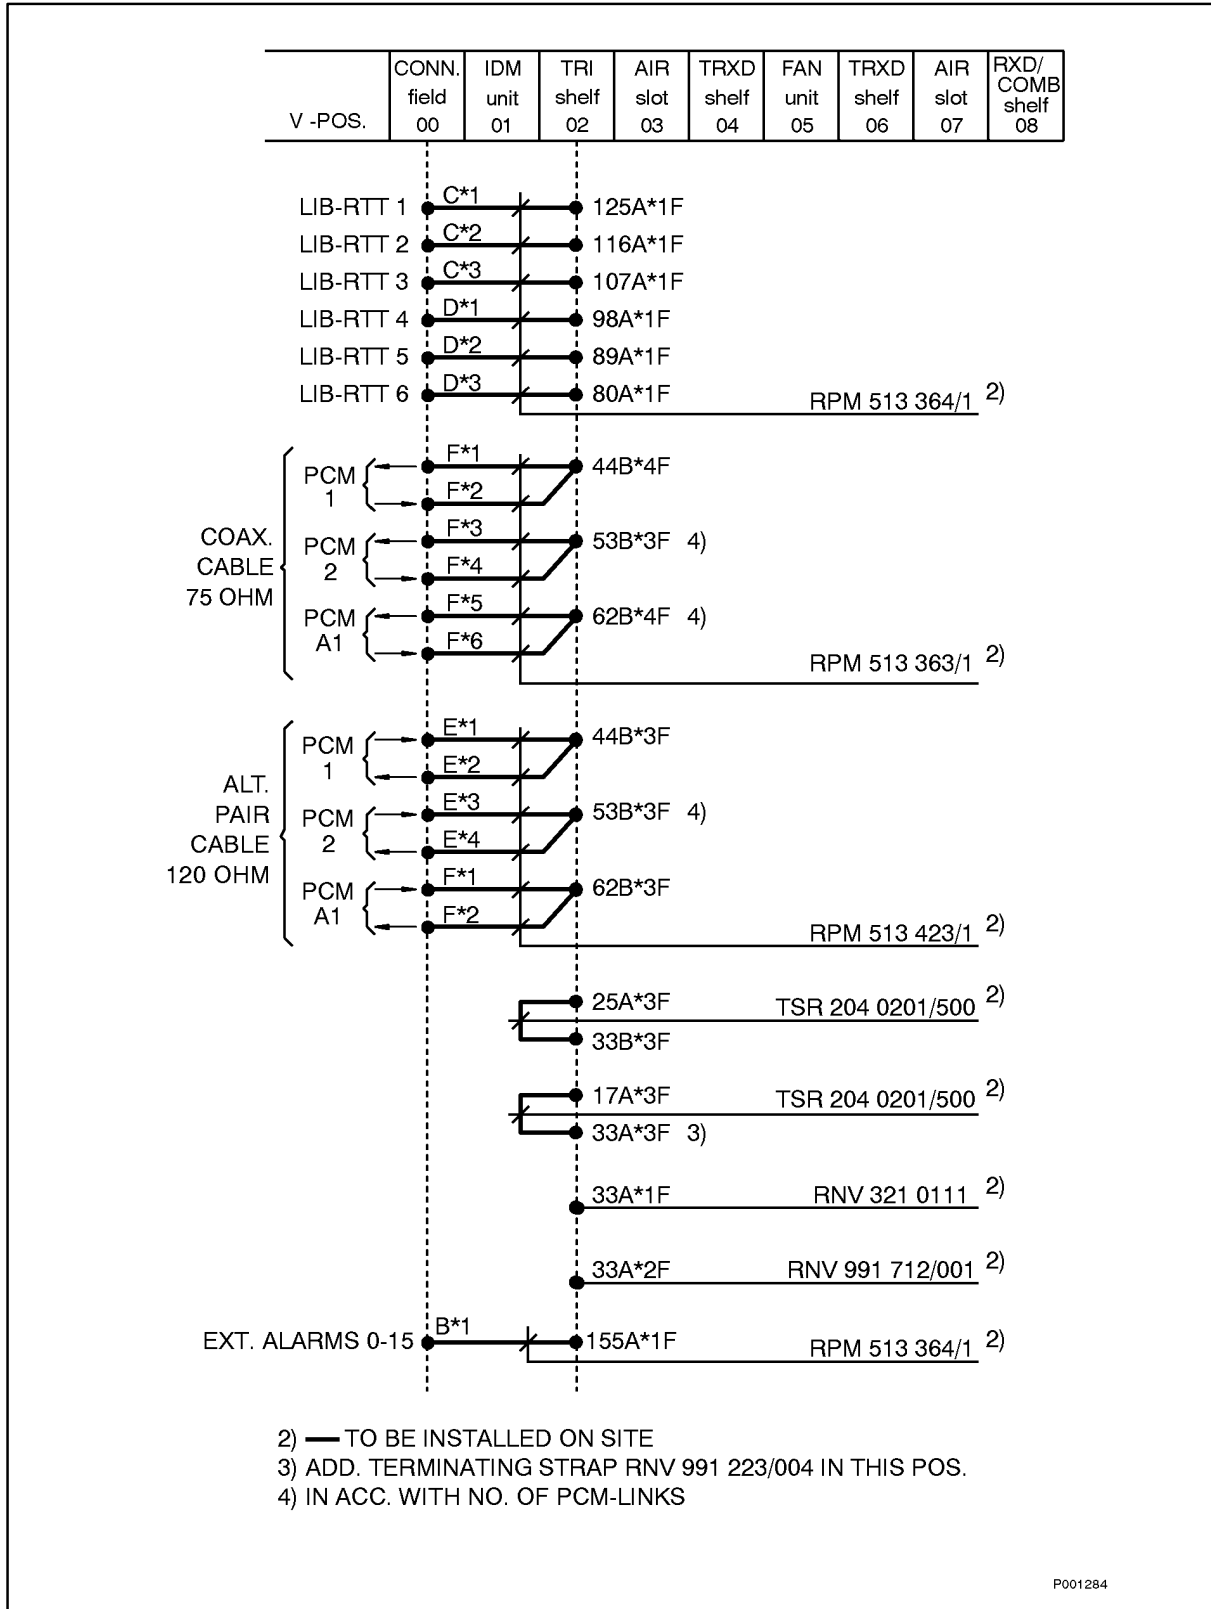 V -POS.
CONN. field 00
IDM unit 01
TRI shelf 02
AIR slot 03
TRXD shelf 04
FAN unit 05
TRXD shelf 06
AIR slot 07
RXD/ COMB shelf 08
LIB-RTT 1 C*1 125A*1F
LIB-RTT 2 C*2 116A*1F
LIB-RTT 3 C*3 107A*1F
LIB-RTT 4 D*1 98A*1F
LIB-RTT 5 D*2 89A*1F
LIB-RTT 6 D*3 80A*1F
RPM 513 364/1 2)
COAX.
CABLE
75 OHM
PCM
1
F*1 44B*4F
F*2
PCM
2
F*3 53B*3F 4)
F*4
PCM
A1
F*5 62B*4F 4)
F*6
RPM 513 363/1 2)
ALT.
PAIR
CABLE
120 OHM
PCM
1
E*1 44B*3F
E*2
PCM
2
E*3 53B*3F 4)
E*4
PCM
A1
F*1 62B*3F
F*2
RPM 513 423/1 2)
25A*3F
TSR 204 0201/500 2)
33B*3F
17A*3F
TSR 204 0201/500 2)
33A*3F 3)
33A*1F RNV 321 0111 2)
33A*2F RNV 991 712/001 2)
EXT. ALARMS 0-15 B*1 155A*1F
RPM 513 364/1 2)
2) TO BE INSTALLED ON SITE
3) ADD. TERMINATING STRAP RNV 991 223/004 IN THIS POS.
4) IN ACC. WITH NO. OF PCM-LINKS
P001284